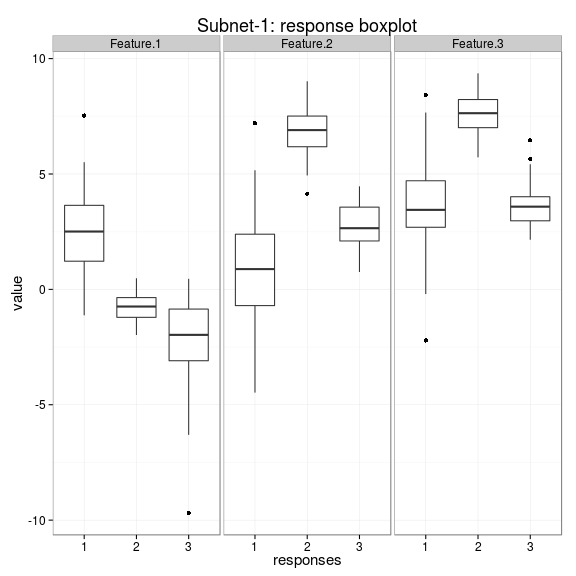 Subnet-1: response boxplot
Feature.1 Feature.2 Feature.3
10
5
0
-5
-10
value
1 2 3 1 2 3 1 2 3
responses